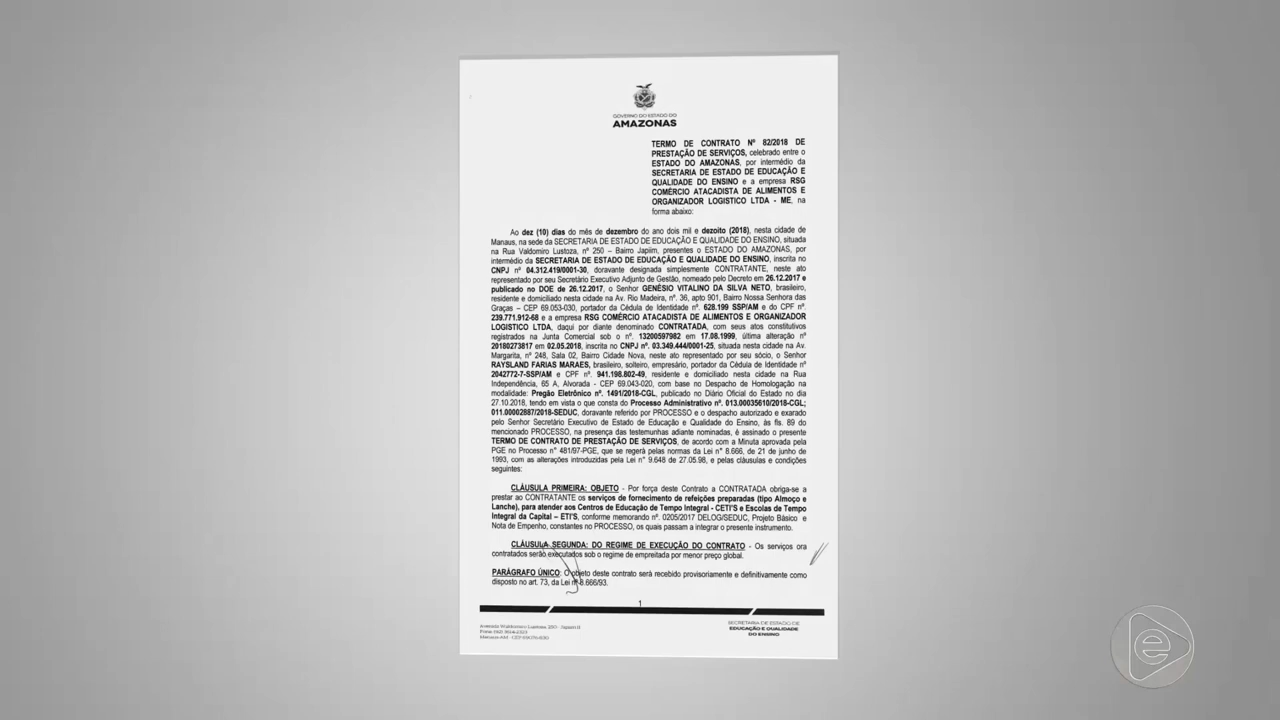 GOVERNO DO ESTADO DO
AMAZONAS
TERMO DE CONTRATO Nº 82/2018 DE
PRESTAÇÃO DE SERVIÇOS, celebrado entre o
ESTADO DO AMAZONAS, por intermédio da
SECRETARIA DE ESTADO DE EDUCAÇÃO E
QUALIDADE DO ENSINO e a empresa RSG
COMÉRCIO ATACADISTA DE ALIMENTOS E
ORGANIZADOR LOGISTICO LTDA - ME, na
forma abaixo:
Ao dez (10) dias do mês de dezembro do ano dois mil e dezoito (2018), nesta cidade de
Manaus, na sede da SECRETARIA DE ESTADO DE EDUCAÇÃO E QUALIDADE DO ENSINO, situada
na Rua Valdomiro Lustoza, nº 250 – Bairro Japiim, presentes o ESTADO DO AMAZONAS, por
intermédio da SECRETARIA DE ESTADO DE EDUCAÇÃO E QUALIDADE DO ENSINO, inscrita no
CNPJ nº 04.312.419/0001-30, doravante designada simplesmente CONTRATANTE, neste ato
representado por seu Secretário Executivo Adjunto de Gestão, nomeado pelo Decreto em 26.12.2017 e
publicado no DOE de 26.12.2017, o Senhor GENÉSIO VITALINO DA SILVA NETO, brasileiro,
residente e domiciliado nesta cidade na Av. Rio Madeira, nº. 36, apto 901, Bairro Nossa Senhora das
Graças – CEP 69.053-030, portador da Cédula de Identidade nº. 628.199 SSP/AM e do CPF nº.
239.771.912-68 e a empresa RSG COMÉRCIO ATACADISTA DE ALIMENTOS E ORGANIZADOR
LOGISTICO LTDA, daqui por diante denominado CONTRATADA, com seus atos constitutivos
registrados na Junta Comercial sob o nº. 13200597982 em 17.08.1999, última alteração nº
20180273817 em 02.05.2018, inscrito no CNPJ nº. 03.349.444/0001-25, situada nesta cidade na Av.
Margarita, nº 248, Sala 02, Bairro Cidade Nova, neste ato representado por seu sócio, o Senhor
RAYSLAND FARIAS MARAES, brasileiro, solteiro, empresário, portador da Cédula de Identidade nº
2042772-7-SSP/AM e CPF nº. 941.198.802-49, residente e domiciliado nesta cidade na Rua
Independência, 65 A, Alvorada - CEP 69.043-020, com base no Despacho de Homologação na
modalidade: Pregão Eletrônico nº. 1491/2018-CGL, publicado no Diário Oficial do Estado no dia
27.10.2018, tendo em vista o que consta do Processo Administrativo nº. 013.00035610/2018-CGL;
011.00002887/2018-SEDUC, doravante referido por PROCESSO e o despacho autorizado e exarado
pelo Senhor Secretário Executivo de Estado de Educação e Qualidade do Ensino, às fls. 89 do
mencionado PROCESSO, na presença das testemunhas adiante nominadas, é assinado o presente
TERMO DE CONTRATO DE PRESTAÇÃO DE SERVIÇOS, de acordo com a Minuta aprovada pela
PGE no Processo n° 481/97-PGE, que se regerá pelas normas da Lei n° 8.666, de 21 de junho de
1993, com as alterações introduzidas pela Lei n° 9.648 de 27.05.98, e pelas cláusulas e condições
seguintes:
CLÁUSULA PRIMEIRA: OBJETO - Por força deste Contrato a CONTRATADA obriga-se a
prestar ao CONTRATANTE os serviços de fornecimento de refeições preparadas (tipo Almoço e
Lanche), para atender aos Centros de Educação de Tempo Integral - CETI'S e Escolas de Tempo
Integral da Capital – ETI'S, conforme memorando nº. 0205/2017 DELOG/SEDUC, Projeto Básico e
Nota de Empenho, constantes no PROCESSO, os quais passam a integrar o presente instrumento.
CLÁUSULA SEGUNDA: DO REGIME DE EXECUÇÃO DO CONTRATO - Os serviços ora
contratados serão executados sob o regime de empreitada por menor preço global.
PARÁGRAFO ÚNICO: O objeto deste contrato será recebido provisoriamente e definitivamente como
disposto no art. 73, da Lei nº 8.666/93.
1
Avenida Waldomiro Lustoza, 250 - Japiim II
SECRETARIA DE ESTADO DE
EDUCAÇÃO E QUALIDADE
DO ENSINO
e